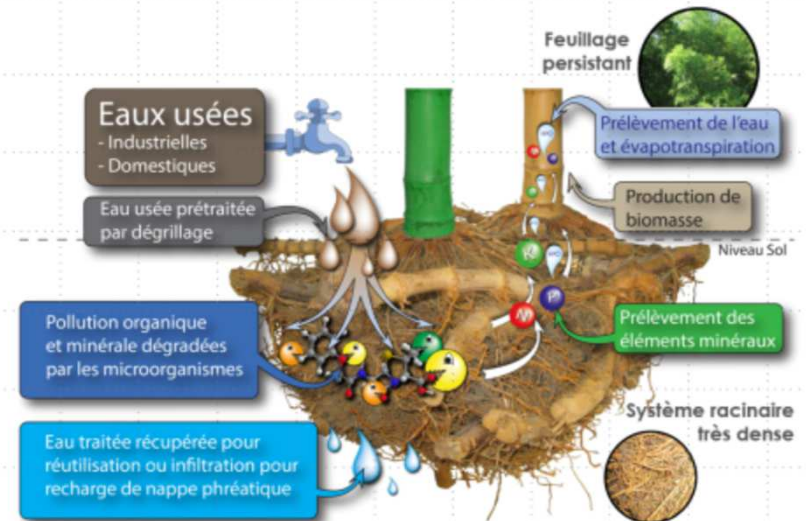 Feuillage
persistant
Eaux usées
- Industrielles
- Domestiques
Prélèvement de l'eau
et évapotranspiration
Eau usée prétraitée
par dégrillage
Production de
biomasse
Niveau Sol
Pollution organique
et minérale dégradées
par les microorganismes
Prélèvement des
éléments minéraux
Système racinaire
très dense
Eau traitée récupérée pour
réutilisation ou infiltration pour
recharge de nappe phréatique
K
N
P